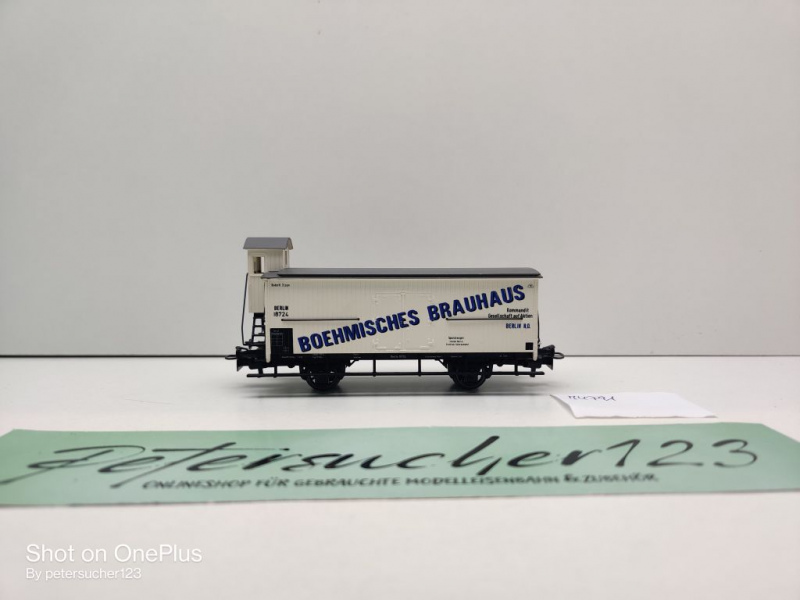 BOEHMISCHES BRAUHAUS
Kommandit
Gesellschaft auf Aktien
BERLIN N.O.
BERLIN
18724
Petersucher123
ONLINESHOP FÜR GEBRAUCHTE MODELLEISENBAHN & ZUBEHÖR
Shot on OnePlus
By petersucher123